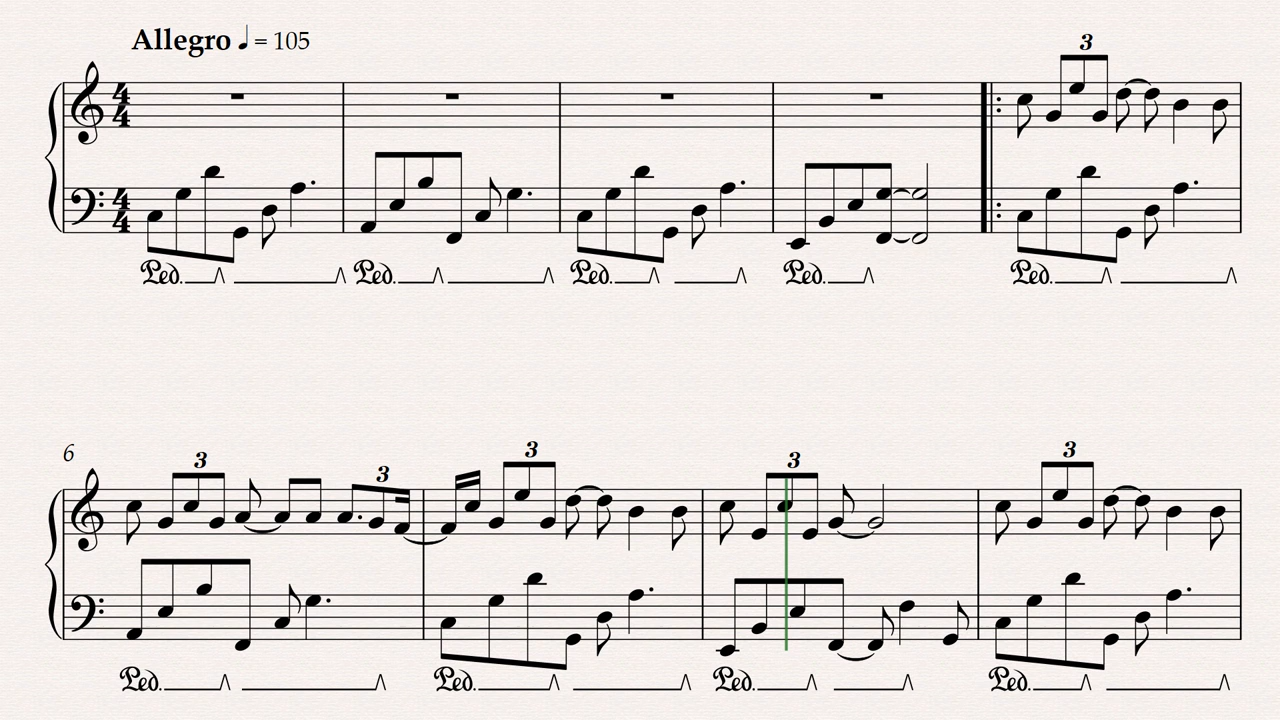 Allegro ♩ = 105
3
4
4
4
4
Ped. Ped. Ped. Ped. Ped.
6
3 3 3 3 3
Ped. Ped. Ped. Ped.